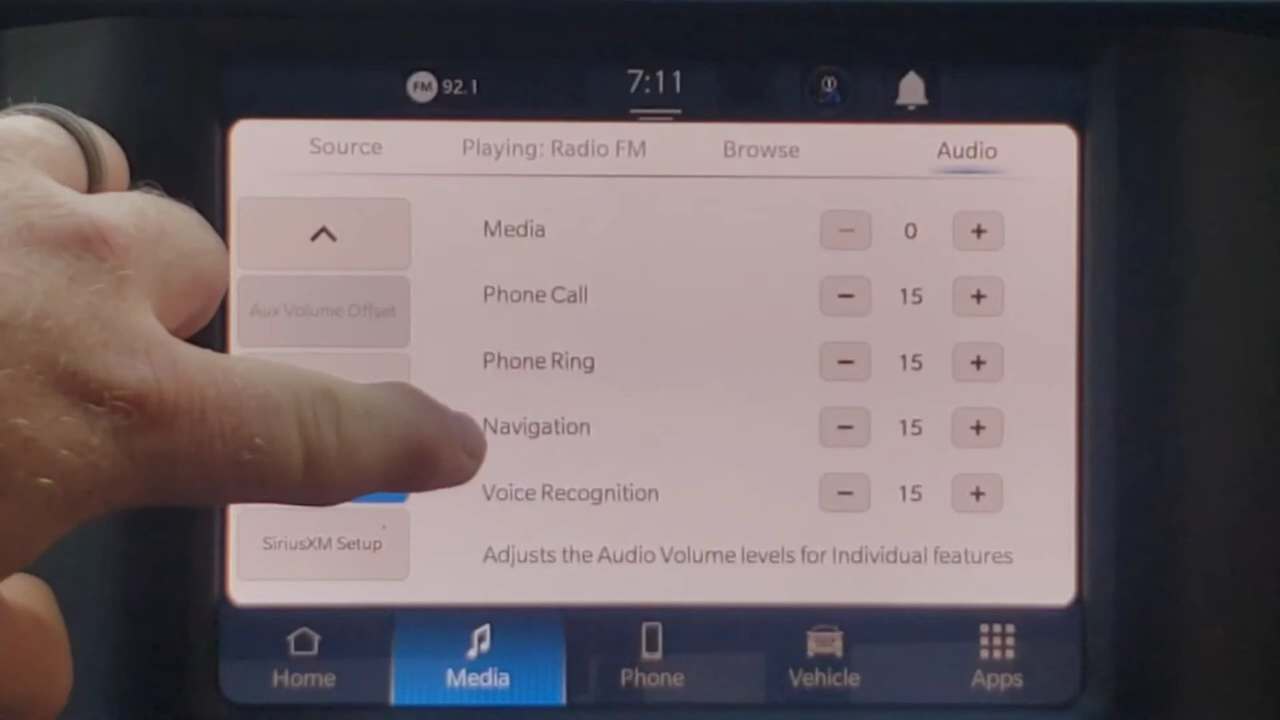 FM 92.1
7:11
Source Playing: Radio FM Browse Audio
Aux Volume Offset
SiriusXM Setup
Media − 0 +
Phone Call − 15 +
Phone Ring − 15 +
Navigation − 15 +
Voice Recognition − 15 +
Adjusts the Audio Volume levels for Individual features
Home Media Phone Vehicle Apps